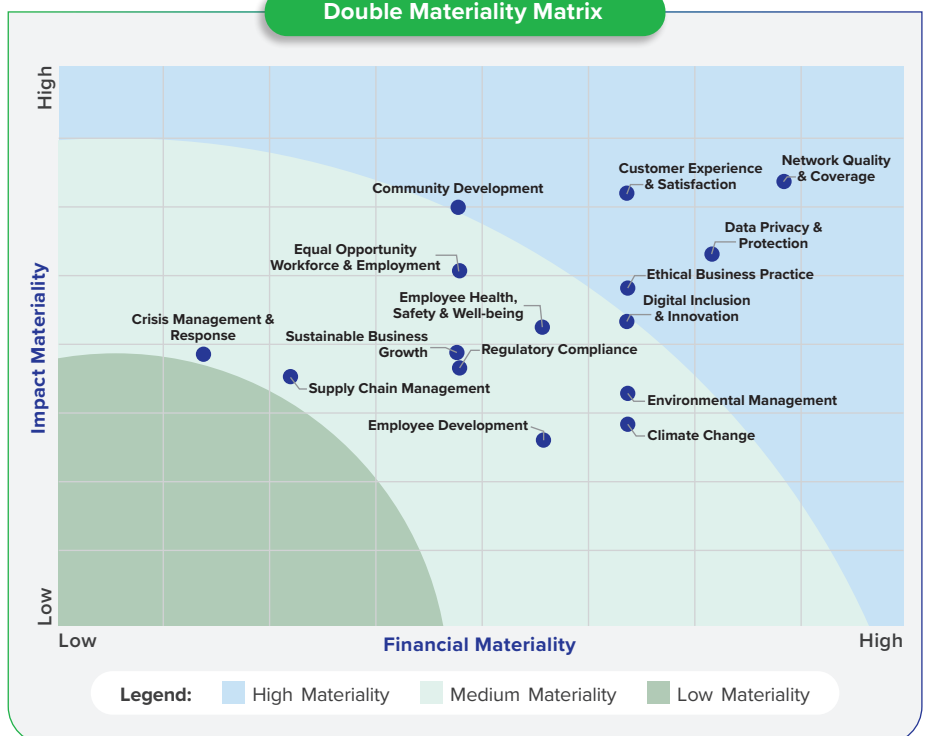 Double Materiality Matrix
High
Network Quality
& Coverage
Customer Experience
& Satisfaction
Community Development
Data Privacy &
Protection
Equal Opportunity
Workforce & Employment
Ethical Business Practice
Employee Health,
Safety & Well-being
Digital Inclusion
& Innovation
Crisis Management &
Response
Sustainable Business
Growth
Regulatory Compliance
Supply Chain Management
Environmental Management
Employee Development
Climate Change
Impact Materiality
Low
Low
Financial Materiality
High
Legend:
High Materiality
Medium Materiality
Low Materiality